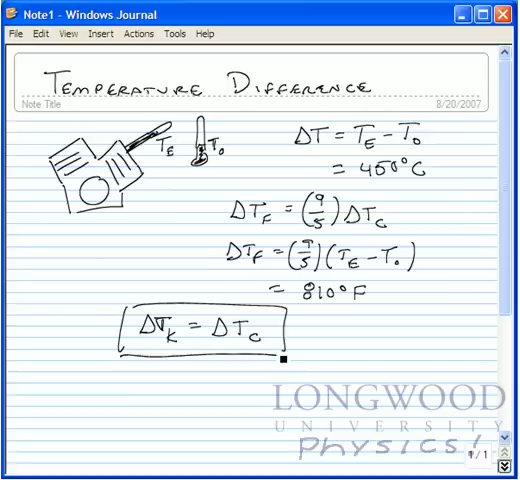 Note1 - Windows Journal
File Edit View Insert Actions Tools Help
TEMPERATURE DIFFERENCE
Note Title
8/20/2007
T_E T_0
ΔT = T_E - T_0
= 450°C
ΔT_F = (9/5) ΔT_C
ΔT_F = (9/5) (T_E - T_0)
= 810°F
ΔT_K = ΔT_C
LONGWOOD
UNIVERSITY
Physics!
1/1